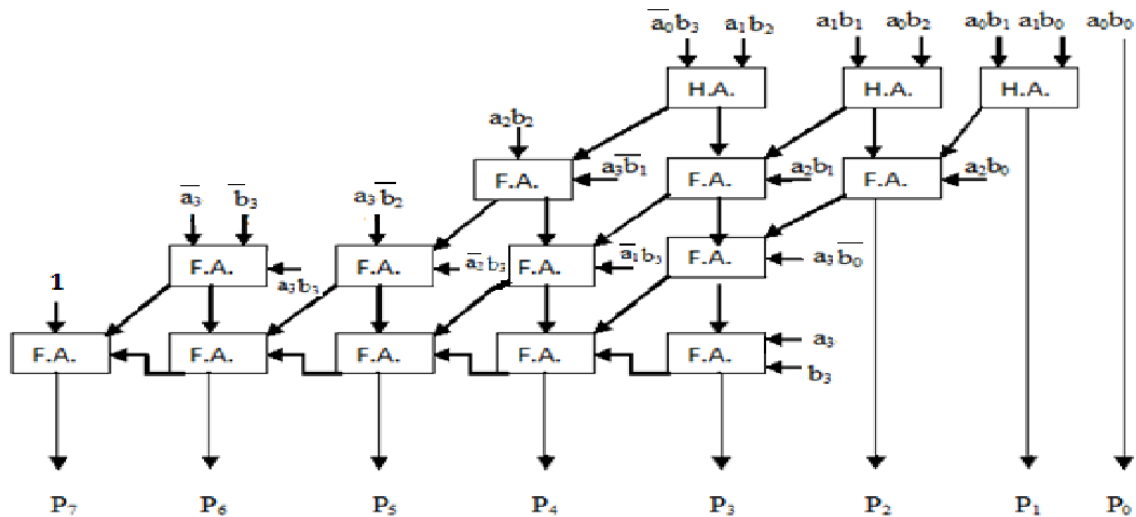 a̅₀b₃ a₁b₂ a₁b₁ a₀b₂ a₀b₁ a₁b₀ a₀b₀
H.A. H.A. H.A.
a₂b₂
F.A. a₃b̅₁ F.A. a₂b₁ F.A. a₂b₀
a̅₃ b̅₃ a₃b̅₂
F.A. a₃b₃ F.A. a̅₂b₃ F.A. a̅₁b₃ F.A. a₃b̅₀
1
F.A. F.A. F.A. F.A. F.A. a₃
b₃
P₇ P₆ P₅ P₄ P₃ P₂ P₁ P₀